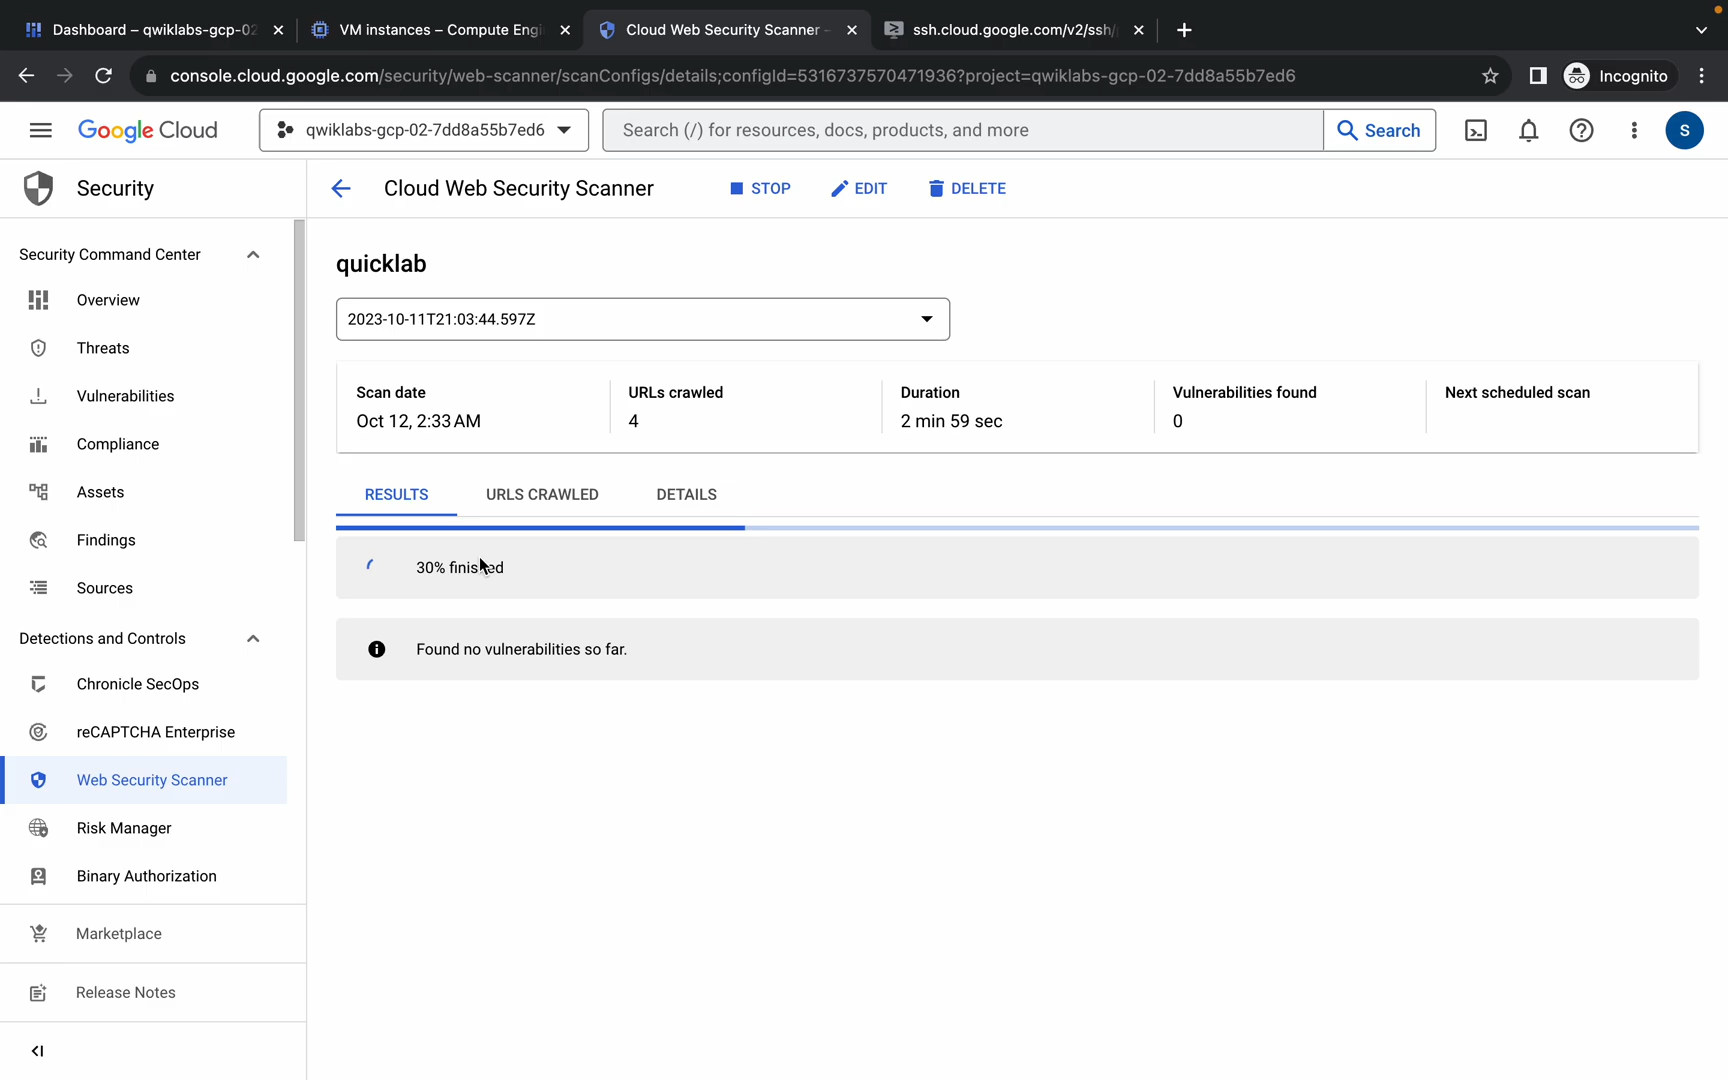 Dashboard – qwiklabs-gcp-02
VM instances – Compute Engi
Cloud Web Security Scanner -
ssh.cloud.google.com/v2/ssh/
console.cloud.google.com/security/web-scanner/scanConfigs/details;configId=5316737570471936?project=qwiklabs-gcp-02-7dd8a55b7ed6
Incognito
Google Cloud
qwiklabs-gcp-02-7dd8a55b7ed6
Search (/) for resources, docs, products, and more
Search
S
Security
Cloud Web Security Scanner
STOP
EDIT
DELETE
Security Command Center
Overview
Threats
Vulnerabilities
Compliance
Assets
Findings
Sources
Detections and Controls
Chronicle SecOps
reCAPTCHA Enterprise
Web Security Scanner
Risk Manager
Binary Authorization
Marketplace
Release Notes
quicklab
2023-10-11T21:03:44.597Z
Scan date
Oct 12, 2:33 AM
URLs crawled
4
Duration
2 min 59 sec
Vulnerabilities found
0
Next scheduled scan
RESULTS
URLS CRAWLED
DETAILS
30% finished
Found no vulnerabilities so far.